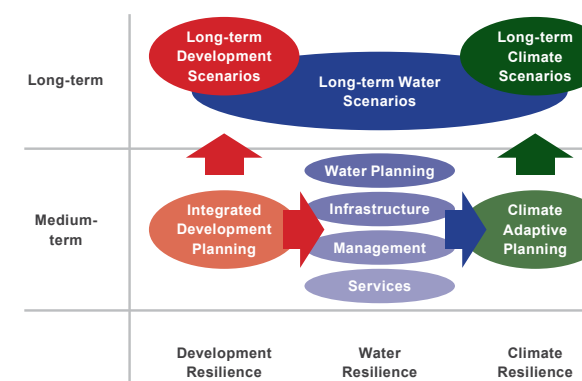 Long-term
Long-term
Development
Scenarios
Long-term Water
Scenarios
Long-term
Climate
Scenarios
Medium-
term
Integrated
Development
Planning
Water Planning
Infrastructure
Management
Services
Climate
Adaptive
Planning
Development
Resilience
Water
Resilience
Climate
Resilience